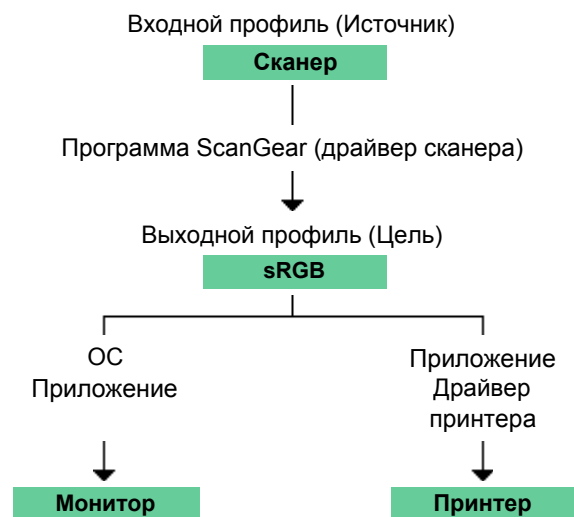 Входной профиль (Источник)
Сканер
Программа ScanGear (драйвер сканера)
Выходной профиль (Цель)
sRGB
ОС
Приложение
Приложение
Драйвер
принтера
Монитор
Принтер